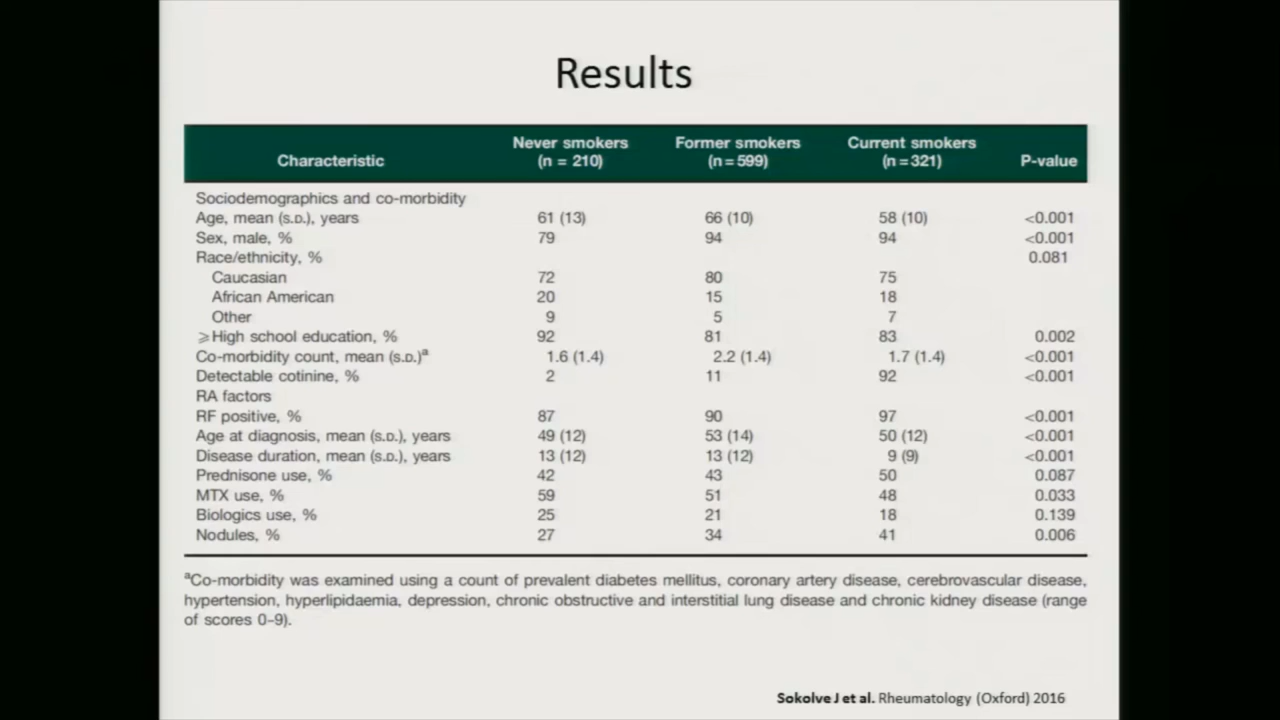 Results
Characteristic Never smokers (n = 210) Former smokers (n = 599) Current smokers (n = 321) P-value
Sociodemographics and co-morbidity
Age, mean (S.D.), years 61 (13) 66 (10) 58 (10) <0.001
Sex, male, % 79 94 94 <0.001
Race/ethnicity, % 0.081
Caucasian 72 80 75
African American 20 15 18
Other 9 5 7
⩾High school education, % 92 81 83 0.002
Co-morbidity count, mean (S.D.)ᵃ 1.6 (1.4) 2.2 (1.4) 1.7 (1.4) <0.001
Detectable cotinine, % 2 11 92 <0.001
RA factors
RF positive, % 87 90 97 <0.001
Age at diagnosis, mean (S.D.), years 49 (12) 53 (14) 50 (12) <0.001
Disease duration, mean (S.D.), years 13 (12) 13 (12) 9 (9) <0.001
Prednisone use, % 42 43 50 0.087
MTX use, % 59 51 48 0.033
Biologics use, % 25 21 18 0.139
Nodules, % 27 34 41 0.006
ᵃCo-morbidity was examined using a count of prevalent diabetes mellitus, coronary artery disease, cerebrovascular disease,
hypertension, hyperlipidaemia, depression, chronic obstructive and interstitial lung disease and chronic kidney disease (range
of scores 0–9).
Sokolve J et al. Rheumatology (Oxford) 2016